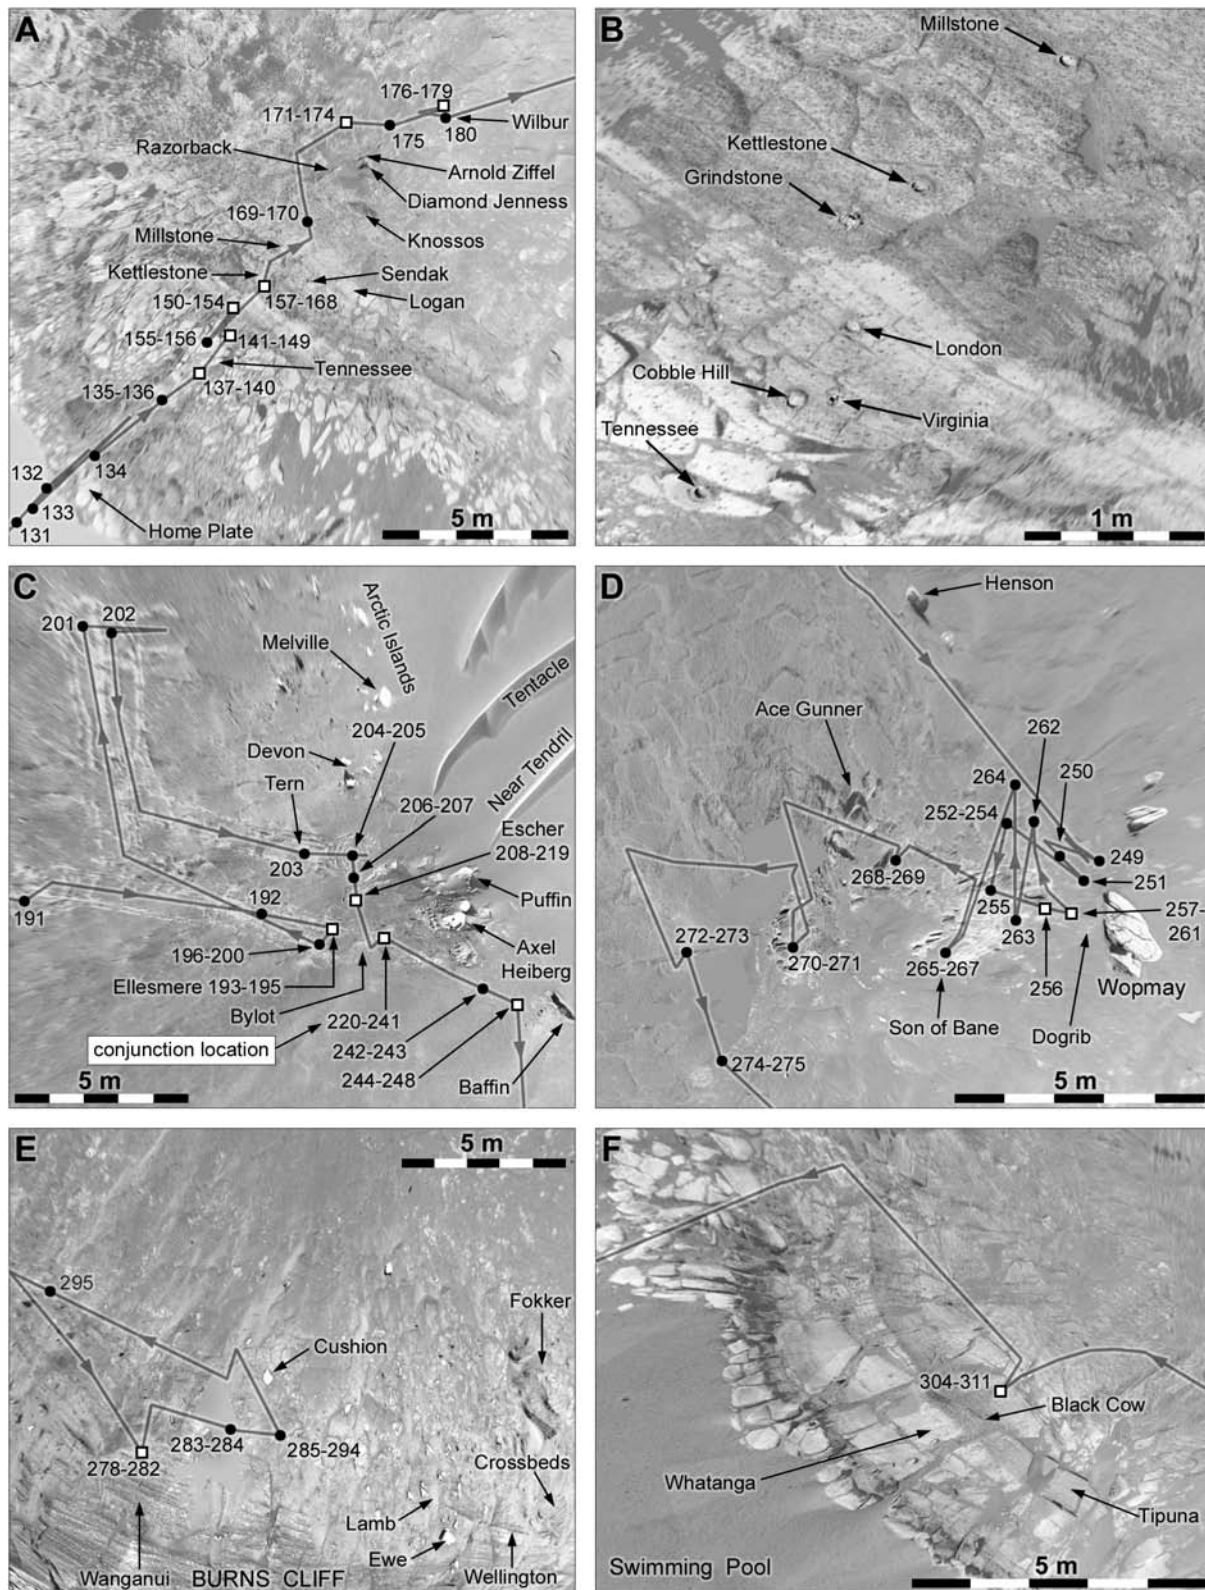 A
176-179
171-174
Wilbur
180
175
Razorback
Arnold Ziffel
Diamond Jenness
169-170
Millstone
Knossos
Kettlestone
Sendak
150-154
157-168
Logan
155-156
141-149
Tennessee
135-136
137-140
132
134
133
131
Home Plate
5 m
B
Millstone
Kettlestone
Grindstone
London
Cobble Hill
Virginia
Tennessee
1 m
C
201
202
Arctic Islands
Melville
Tentacle
204-205
Devon
Near Tendril
Tern
206-207
Escher
208-219
203
Puffin
191
192
Axel
Heiberg
196-200
Ellesmere 193-195
Bylot
220-241
conjunction location
242-243
244-248
Baffin
5 m
D
Henson
Ace Gunner
262
250
264
252-254
249
268-269
251
255
257-
261
272-273
263
270-271
265-267
256
Wopmay
Son of Bane
Dogrib
274-275
5 m
E
5 m
295
Fokker
Cushion
283-284
285-294
278-282
Crossbeds
Lamb
Ewe
Wanganui
BURNS CLIFF
Wellington
F
304-311
Black Cow
Whatanga
Tipuna
Swimming Pool
5 m